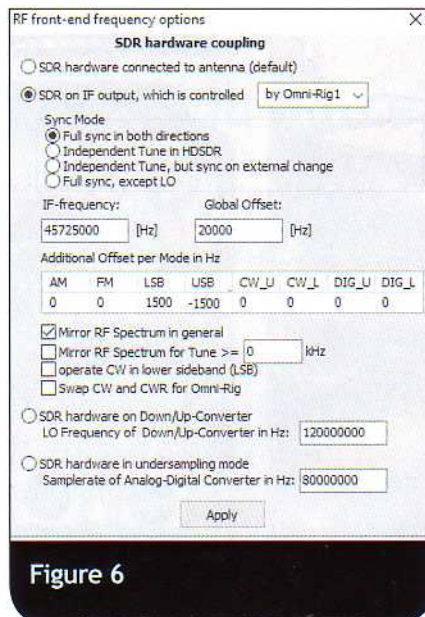 RF front-end frequency options
SDR hardware coupling
SDR hardware connected to antenna (default)
SDR on IF output, which is controlled by Omni-Rig1
Sync Mode
Full sync in both directions
Independent Tune in HDSDR
Independent Tune, but sync on external change
Full sync, except LO
IF-frequency: Global Offset:
45725000 [Hz] 20000 [Hz]
Additional Offset per Mode in Hz
AM FM LSB USB CW_U CW_L DIG_U DIG_L
0 0 1500 -1500 0 0 0 0
Mirror RF Spectrum in general
Mirror RF Spectrum for Tune >= 0 kHz
operate CW in lower sideband (LSB)
Swap CW and CWR for Omni-Rig
SDR hardware on Down/Up-Converter
LO Frequency of Down/Up-Converter in Hz: 120000000
SDR hardware in undersampling mode
Samplerate of Analog-Digital Converter in Hz: 80000000
Apply
Figure 6